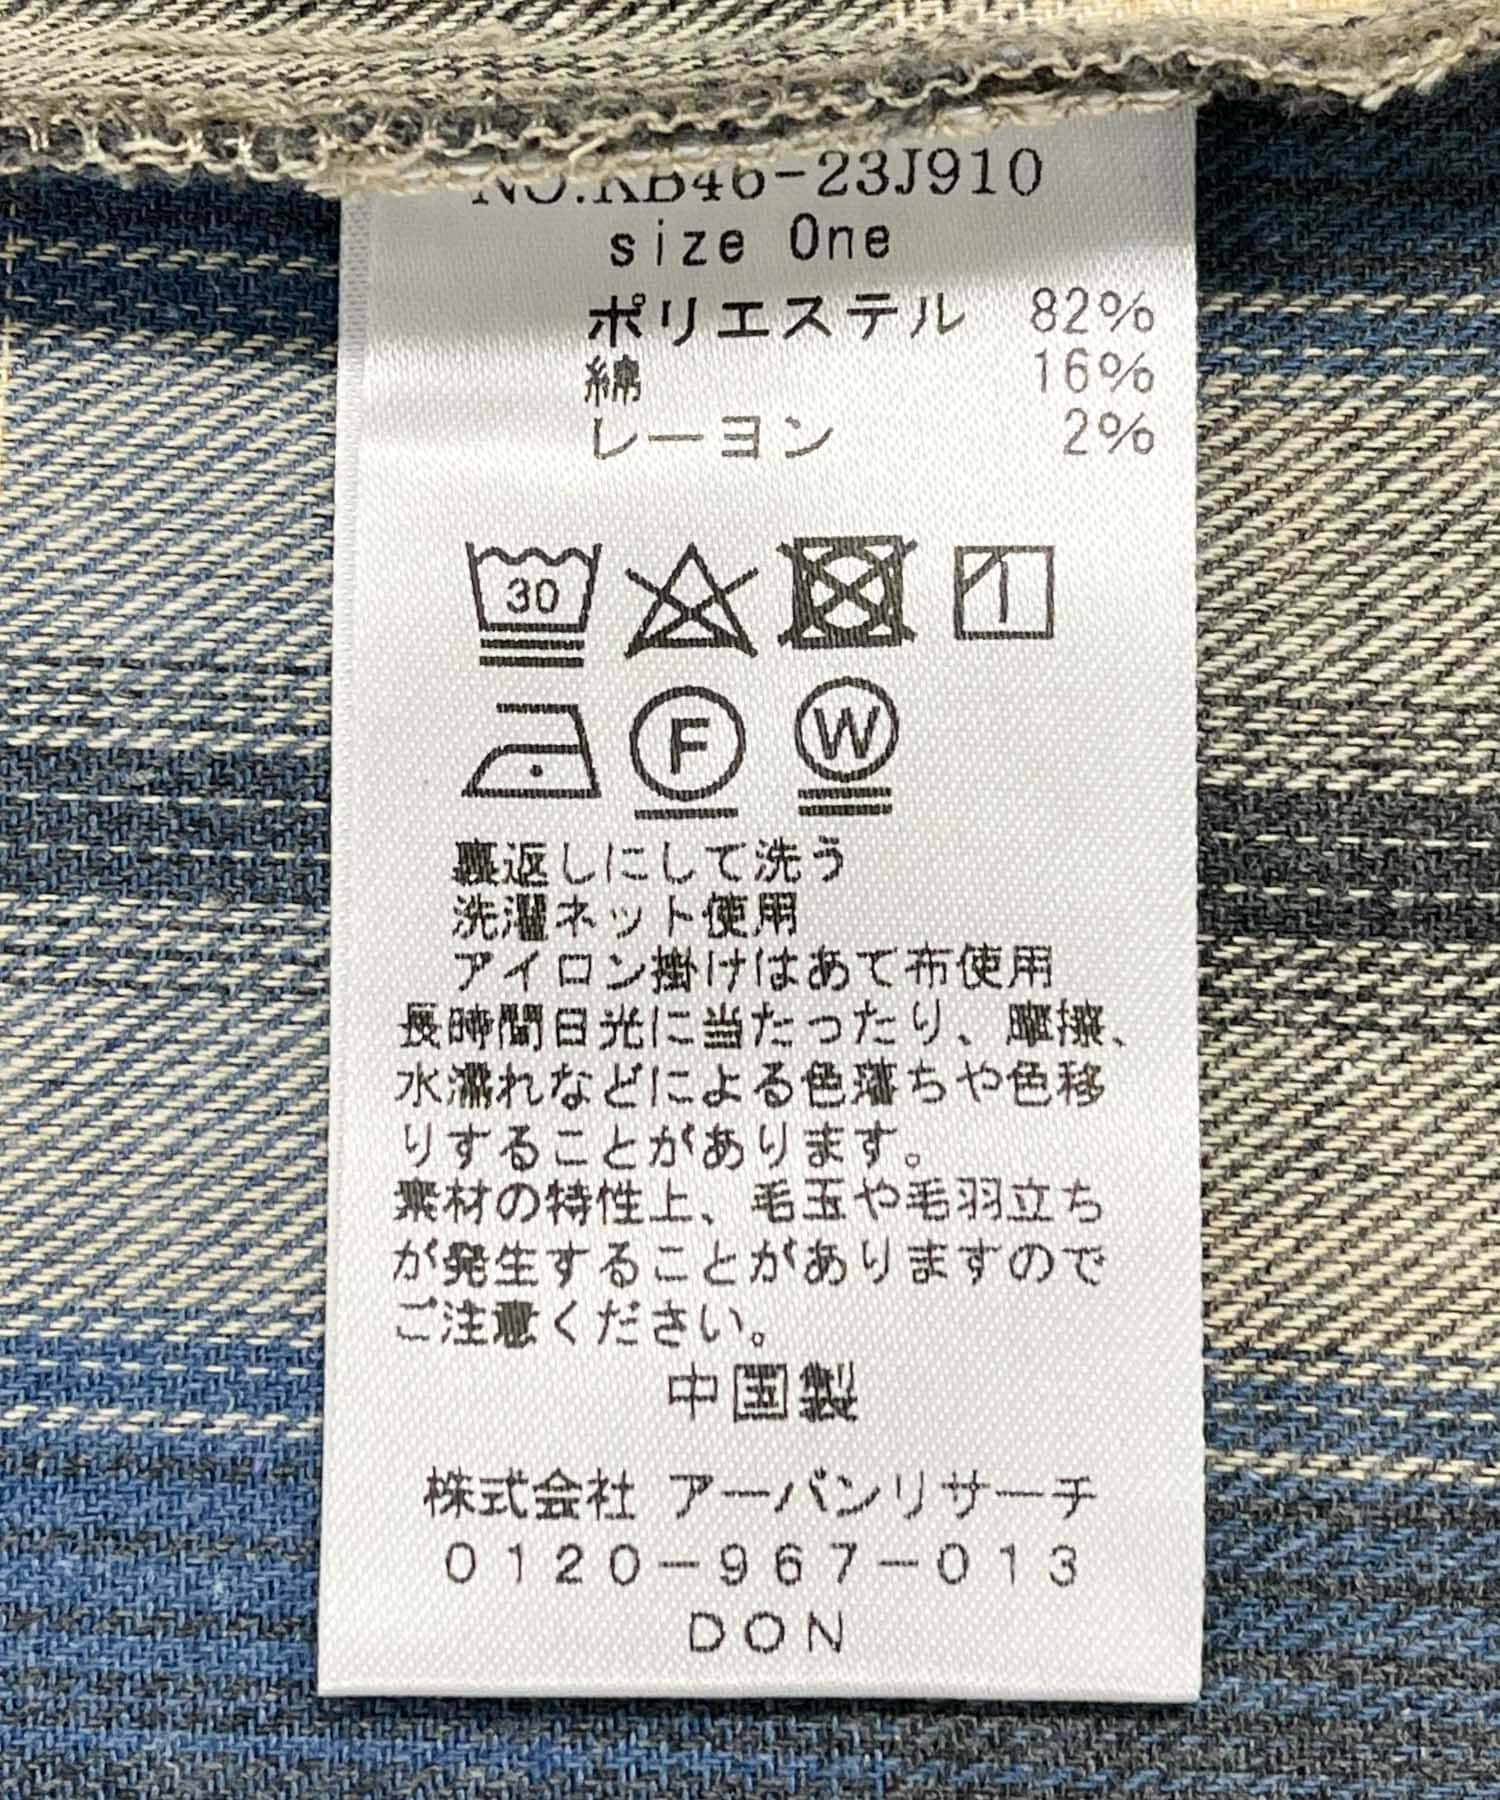 NO.KB46-23J910
size One
ポリエステル 82%
綿 16%
レーヨン 2%
30
F W
裏返しにして洗う
洗濯ネット使用
アイロン掛けはあて布使用
長時間日光に当たったり、摩擦、
水濡れなどによる色落ちや色移
りすることがあります。
素材の特性上、毛玉や毛羽立ち
が発生することがありますので
ご注意ください。
中国製
株式会社 アーバンリサーチ
0120-967-013
DON